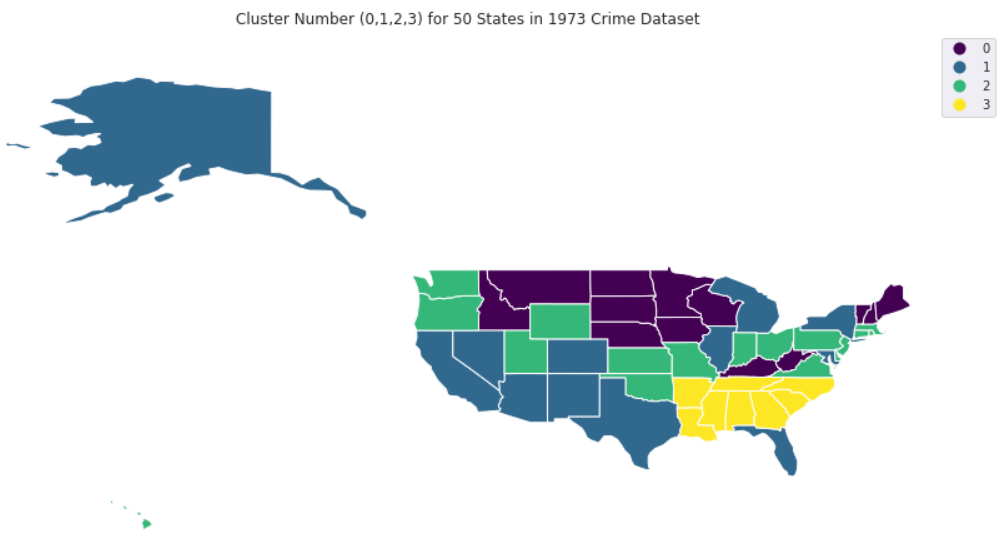 Cluster Number (0,1,2,3) for 50 States in 1973 Crime Dataset
0
1
2
3